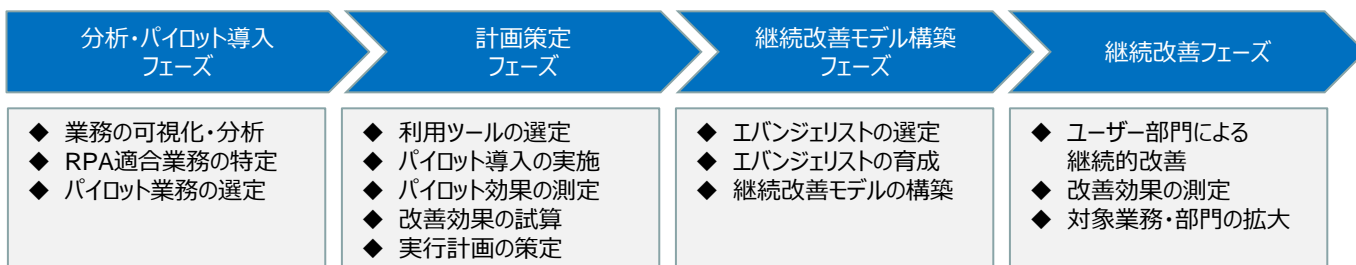 分析・パイロット導入
フェーズ
計画策定
フェーズ
継続改善モデル構築
フェーズ
継続改善フェーズ
◆ 業務の可視化・分析
◆ RPA適合業務の特定
◆ パイロット業務の選定
◆ 利用ツールの選定
◆ パイロット導入の実施
◆ パイロット効果の測定
◆ 改善効果の試算
◆ 実行計画の策定
◆ エバンジェリストの選定
◆ エバンジェリストの育成
◆ 継続改善モデルの構築
◆ ユーザー部門による
継続的改善
◆ 改善効果の測定
◆ 対象業務・部門の拡大